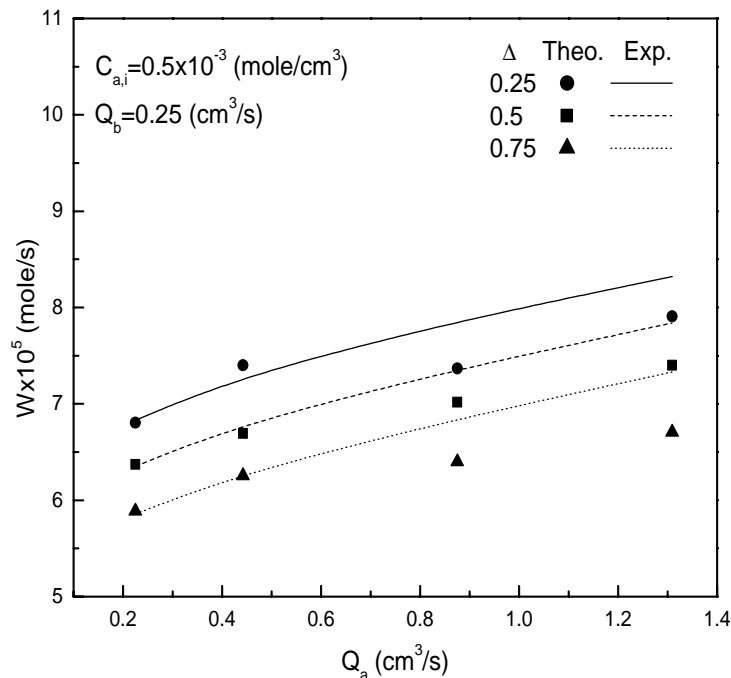 C_{a,i}=0.5x10^{-3} (mole/cm^3)
Q_b=0.25 (cm^3/s)
Δ Theo. Exp.
0.25
0.5
0.75
11
10
9
8
7
6
5
Wx10^5 (mole/s)
0.2 0.4 0.6 0.8 1.0 1.2 1.4
Q_a (cm^3/s)